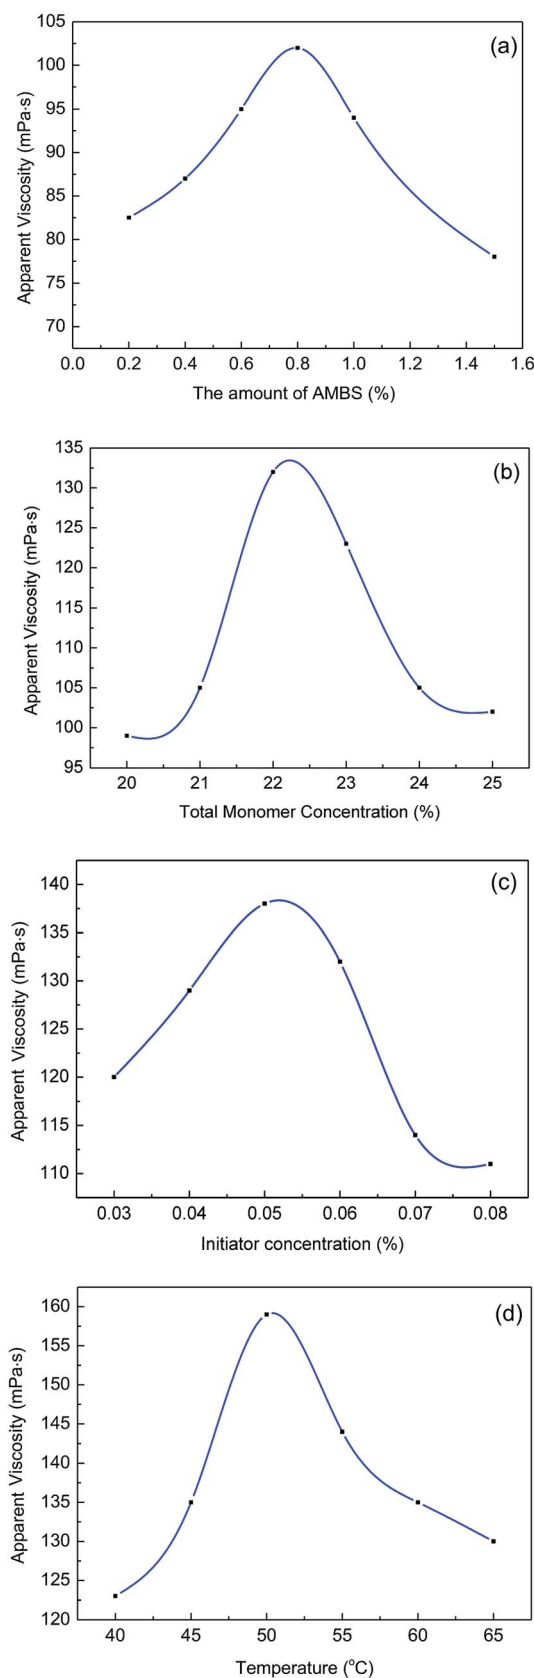 105
(a)
100
95
90
85
80
75
70
Apparent Viscosity (mPa·s)
0.0 0.2 0.4 0.6 0.8 1.0 1.2 1.4 1.6
The amount of AMBS (%)
135
(b)
130
125
120
115
110
105
100
95
Apparent Viscosity (mPa·s)
20 21 22 23 24 25
Total Monomer Concentration (%)
(c)
140
135
130
125
120
115
110
Apparent Viscosity (mPa·s)
0.03 0.04 0.05 0.06 0.07 0.08
Initiator concentration (%)
160
(d)
155
150
145
140
135
130
125
120
Apparent Viscosity (mPa·s)
40 45 50 55 60 65
Temperature (°C)